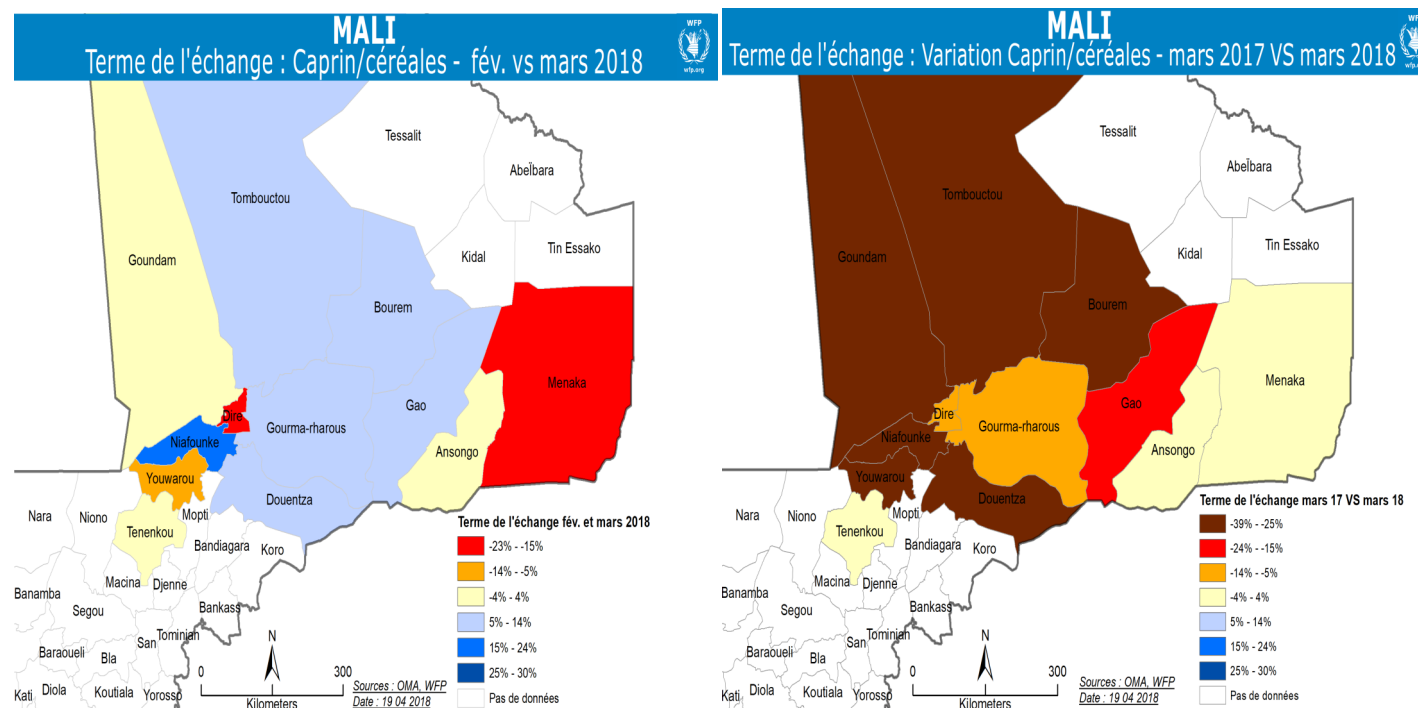 MALI
Terme de l'échange : Caprin/céréales - fév. vs mars 2018
WFP
wfp.org
Tessalit
Abeïbara
Tombouctou
Tin Essako
Kidal
Goundam
Bourem
Menaka
Dire
Gao
Gourma-rharous
Niafounke
Ansongo
Youwarou
Douentza
Nara
Niono
Mopti
Tenenkou
Bandiagara
Koro
Macina
Djenne
Banamba
Segou
Bankass
San
Tominian
Baraoueli
Bla
Kati
Diola
Koutiala
Yorosso
N
0
300
Kilometers
Sources : OMA, WFP
Date : 19 04 2018
Terme de l'échange fév. et mars 2018
-23% - -15%
-14% - -5%
-4% - 4%
5% - 14%
15% - 24%
25% - 30%
Pas de données
MALI
Terme de l'échange : Variation Caprin/céréales - mars 2017 VS mars 2018
WFP
wfp.org
Tessalit
Abeïbara
Tombouctou
Tin Essako
Kidal
Goundam
Bourem
Menaka
Gao
Dire
Gourma-rharous
Niafounke
Ansongo
Youwarou
Douentza
Nara
Niono
Mopti
Tenenkou
Bandiagara
Koro
Macina
Djenne
Banamba
Segou
Bankass
San
Tominian
Baraoueli
Bla
Kati
Diola
Koutiala
Yorosso
N
0
300
Kilometers
Sources : OMA, WFP
Date : 19 04 2018
Terme de l'échange mars 17 VS mars 18
-39% - -25%
-24% - -15%
-14% - -5%
-4% - 4%
5% - 14%
15% - 24%
25% - 30%
Pas de données